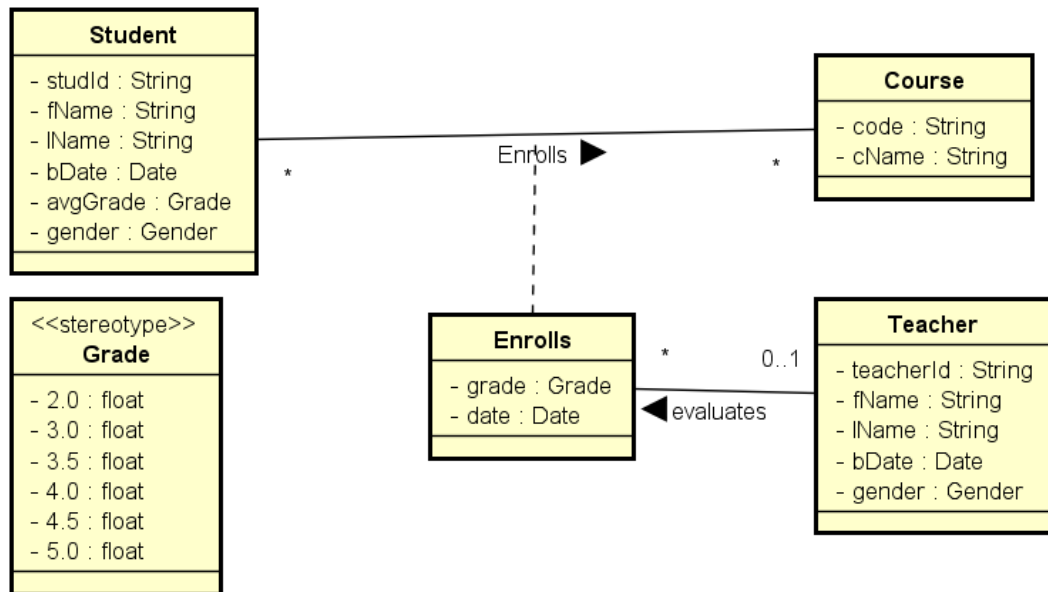 Student
- studId : String
- fName : String
- lName : String
- bDate : Date
- avgGrade : Grade
- gender : Gender
Course
- code : String
- cName : String
Enrolls ▶
*
*
<<stereotype>>
Grade
- 2.0 : float
- 3.0 : float
- 3.5 : float
- 4.0 : float
- 4.5 : float
- 5.0 : float
Enrolls
- grade : Grade
- date : Date
*
0..1
◀ evaluates
Teacher
- teacherId : String
- fName : String
- lName : String
- bDate : Date
- gender : Gender